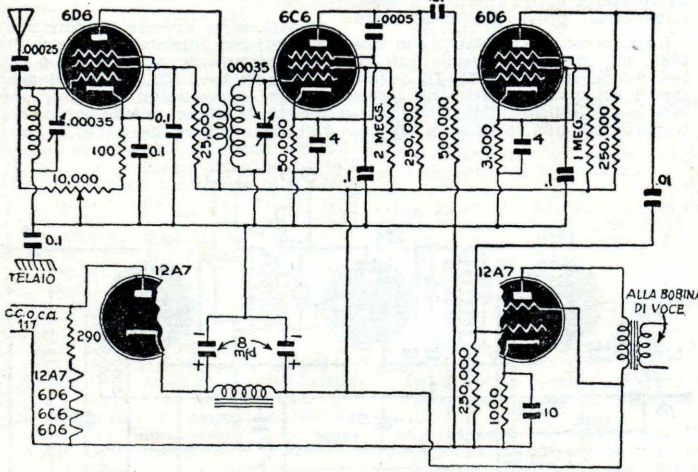 6D6
6C6
6D6
.00025
.0005
.00035
.00035
0.1
100
0.1
25,000
50,000
4
2 MEGS.
250,000
500,000
3,000
4
1 MEG.
250,000
10,000
.1
.1
.01
0.1
TELAIO
12A7
12A7
ALLA BOBINA
DI VOCE
C.C. O C.A.
117
290
8
mfd
-
-
+
+
12A7
6D6
6C6
6D6
250,000
1000
10